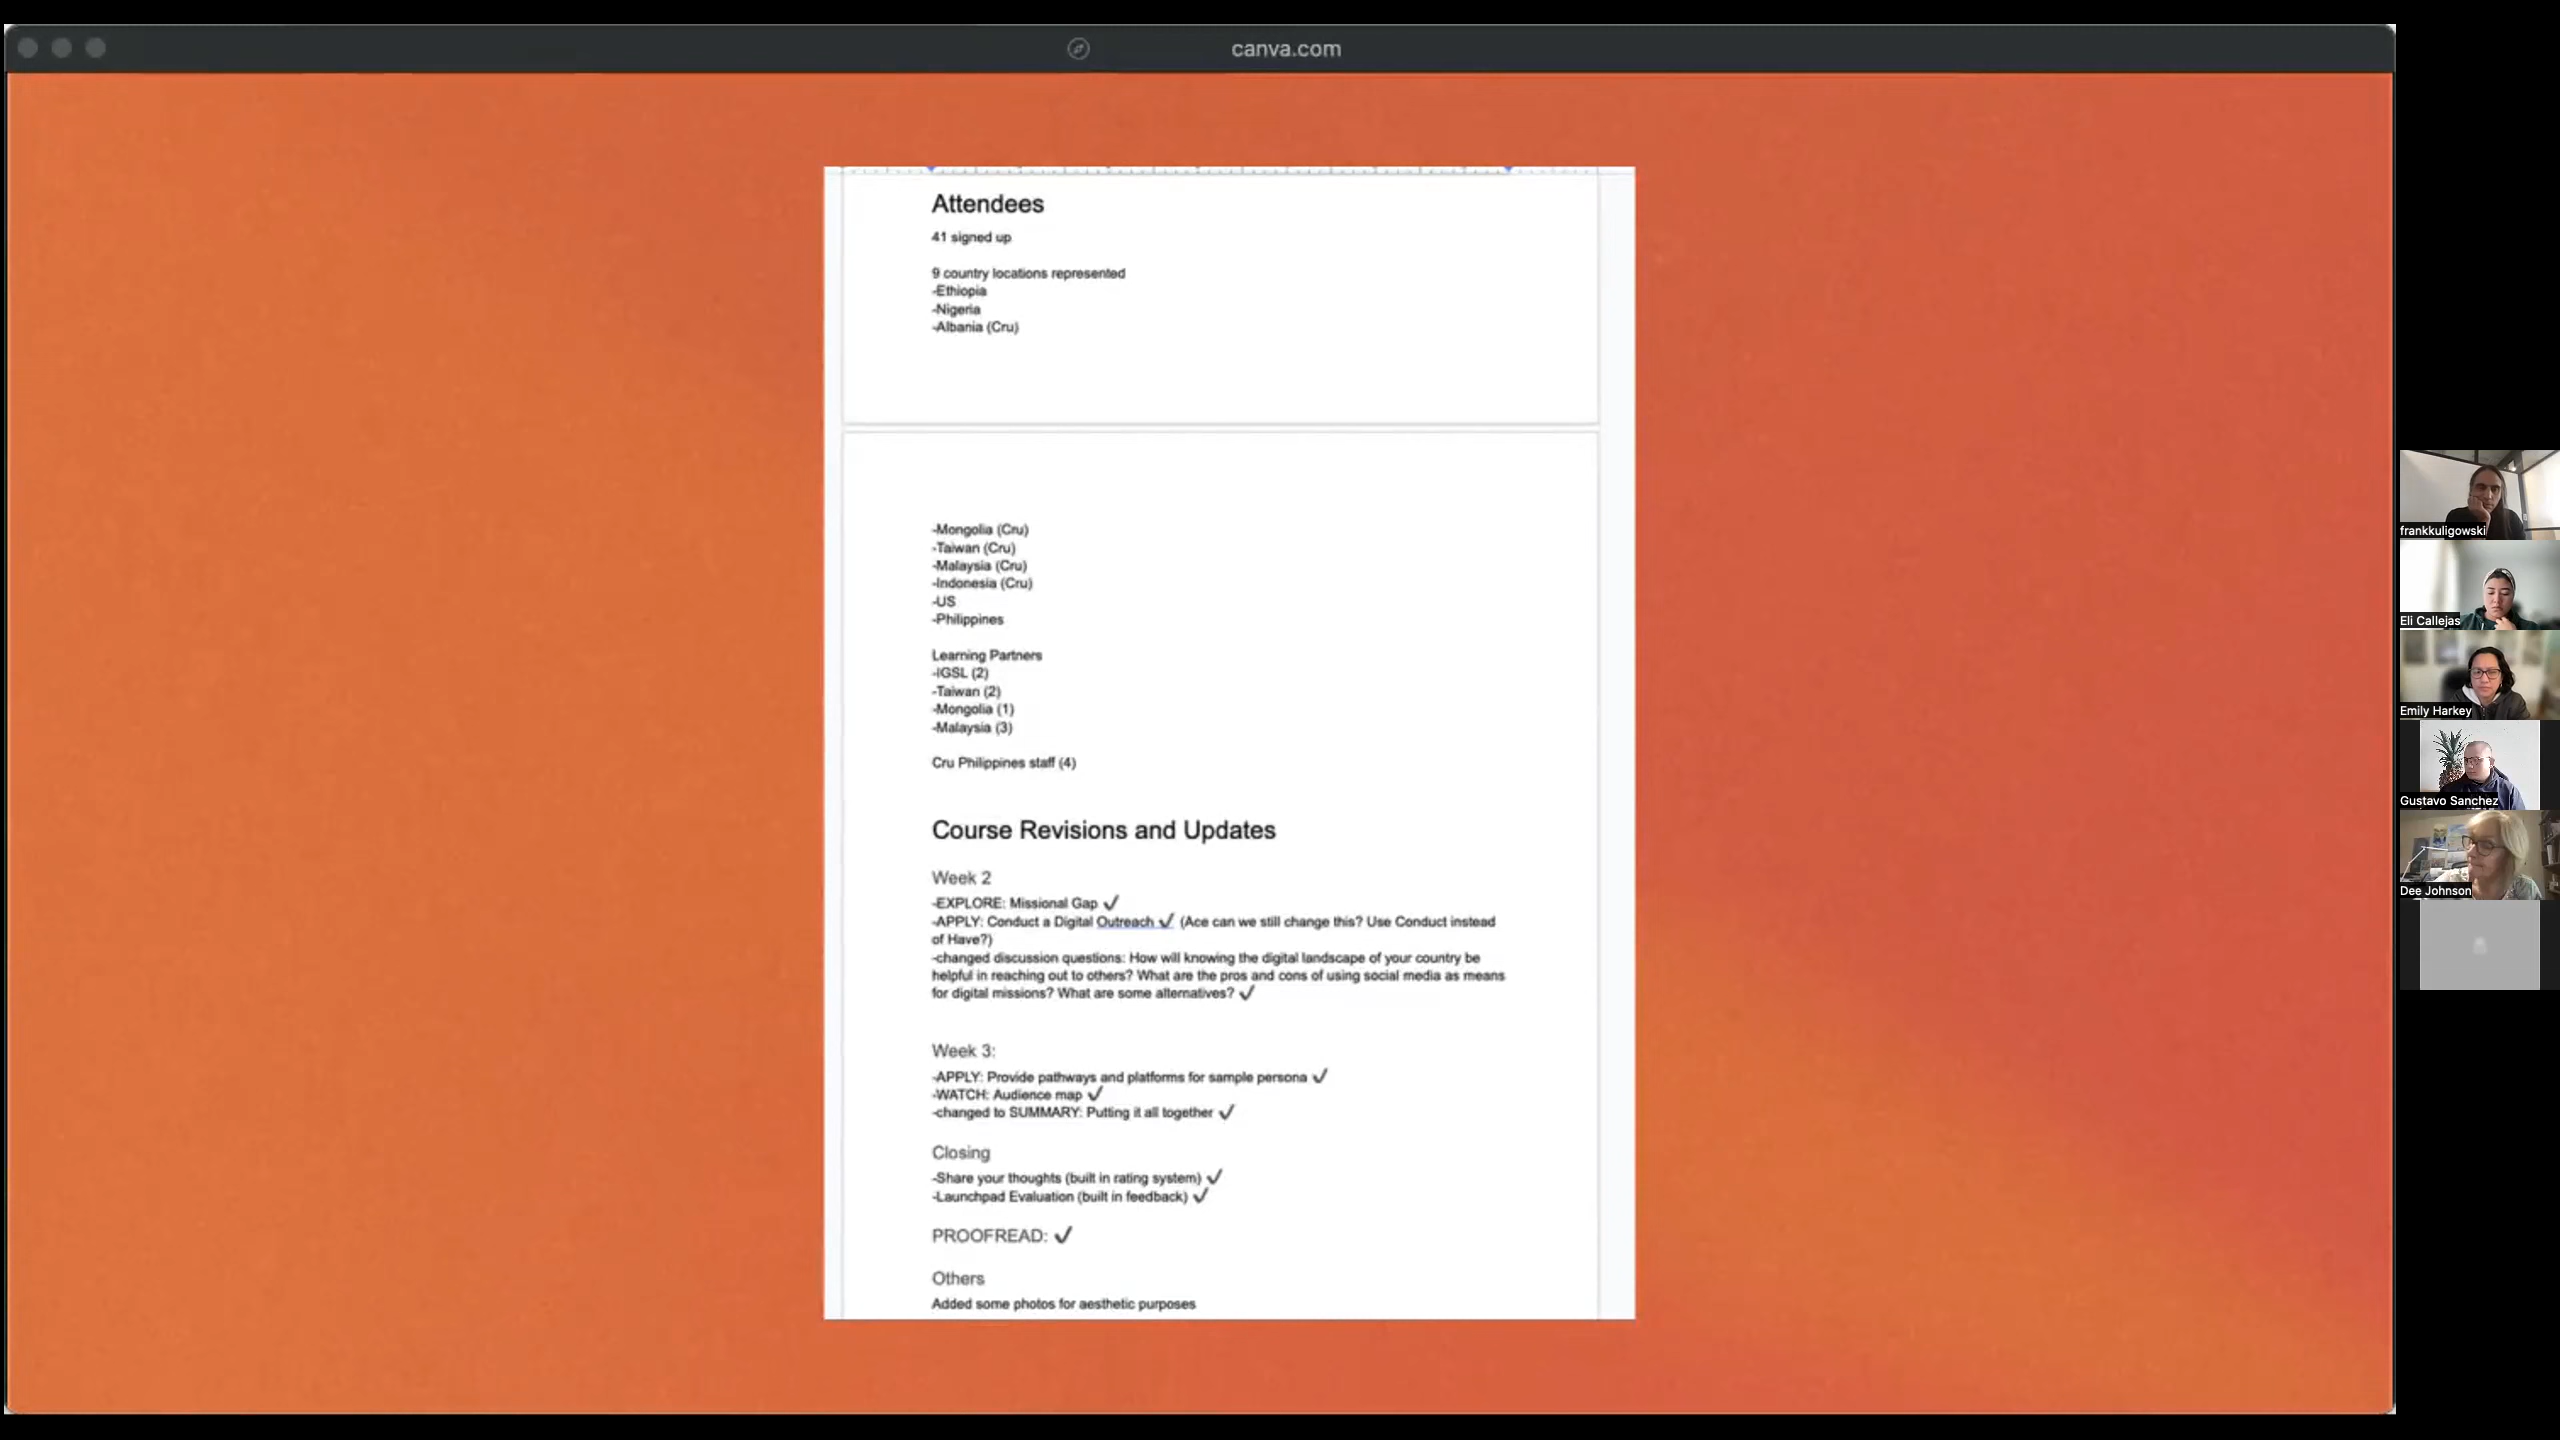 canva.com
Attendees
41 signed up
9 country locations represented
-Ethiopia
-Nigeria
-Albania (Cru)
-Mongolia (Cru)
-Taiwan (Cru)
-Malaysia (Cru)
-Indonesia (Cru)
-US
-Philippines
Learning Partners
-IGSL (2)
-Taiwan (2)
-Mongolia (1)
-Malaysia (3)
Cru Philippines staff (4)
Course Revisions and Updates
Week 2
-EXPLORE: Missional Gap ✓
-APPLY: Conduct a Digital Outreach ✓ (Ace can we still change this? Use Conduct instead
of Have?)
-changed discussion questions: How will knowing the digital landscape of your country be
helpful in reaching out to others? What are the pros and cons of using social media as means
for digital missions? What are some alternatives? ✓
Week 3:
-APPLY: Provide pathways and platforms for sample persona ✓
-WATCH: Audience map ✓
-changed to SUMMARY: Putting it all together ✓
Closing
-Share your thoughts (built in rating system) ✓
-Launchpad Evaluation (built in feedback) ✓
PROOFREAD: ✓
Others
Added some photos for aesthetic purposes
frankkuligowski
Eli Callejas
Emily Harkey
Gustavo Sanchez
Dee Johnson